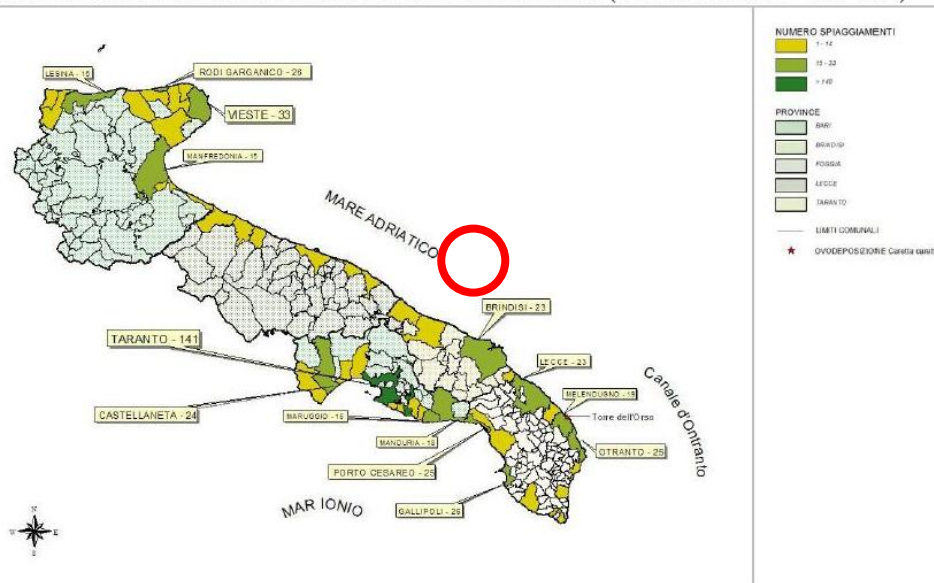 LESINA - 15
RODI GARGANICO - 26
VIESTE - 33
MANFREDONIA - 15
MARE ADRIATICO
BRINDISI - 23
TARANTO - 141
LECCE - 23
Canale d'Ontranto
MELENDUGNO - 19
CASTELLANETA - 24
MARUGGIO - 15
Torre dell'Orso
MANDURIA - 18
OTRANTO - 25
PORTO CESAREO - 25
MAR IONIO
GALLIPOLI - 26
N
W
E
S
NUMERO SPIAGGIAMENTI
1 - 14
15 - 33
> 140
PROVINCE
BARI
BRINDISI
FOGGIA
LECCE
TARANTO
LIMITI COMUNALI
OVODEPOSIZIONE Caretta